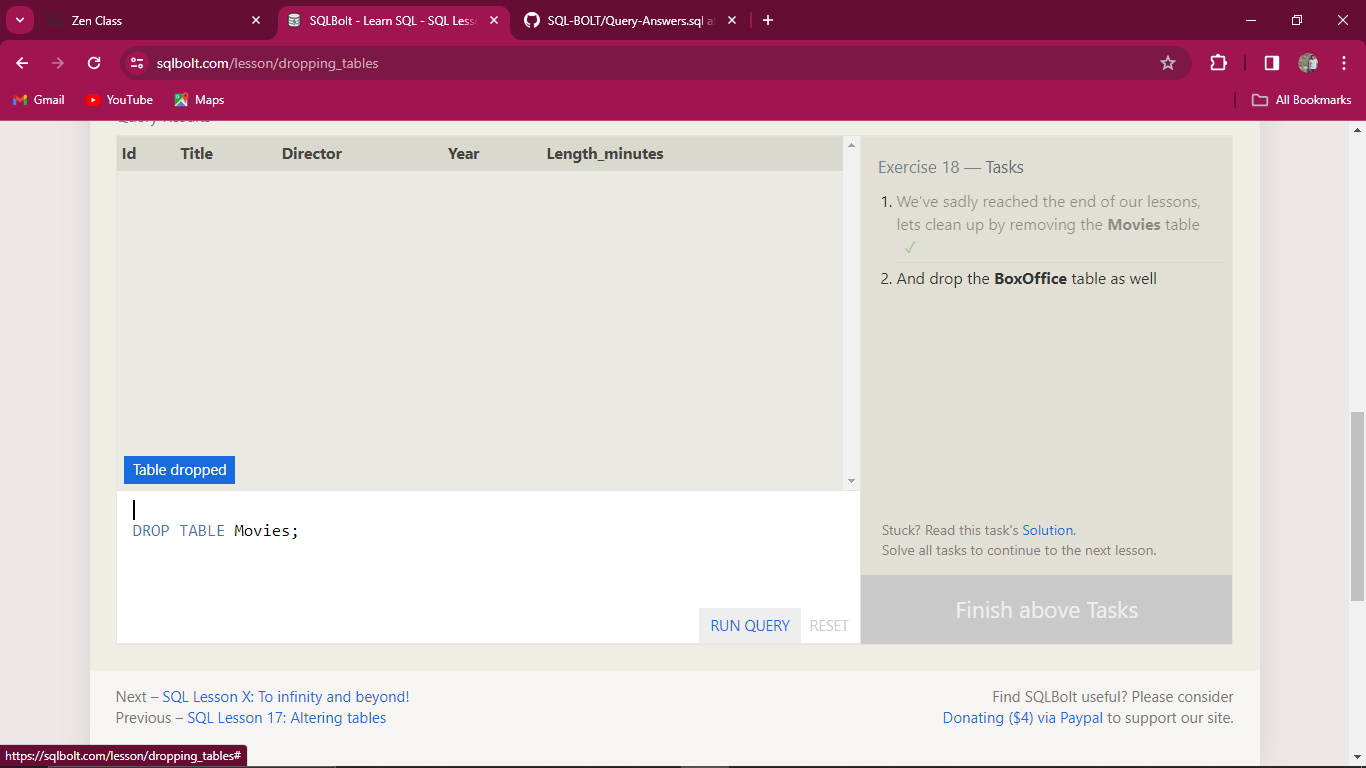 Zen Class
SQLBolt - Learn SQL - SQL Less
SQL-BOLT/Query-Answers.sql a
sqlbolt.com/lesson/dropping_tables
Gmail
YouTube
Maps
All Bookmarks
Query Results
Id Title Director Year Length_minutes
Table dropped
DROP TABLE Movies;
RUN QUERY RESET
Exercise 18 — Tasks
1. We've sadly reached the end of our lessons,
lets clean up by removing the Movies table
✓
2. And drop the BoxOffice table as well
Stuck? Read this task's Solution.
Solve all tasks to continue to the next lesson.
Finish above Tasks
Next – SQL Lesson X: To infinity and beyond!
Previous – SQL Lesson 17: Altering tables
Find SQLBolt useful? Please consider
Donating ($4) via Paypal to support our site.
https://sqlbolt.com/lesson/dropping_tables#